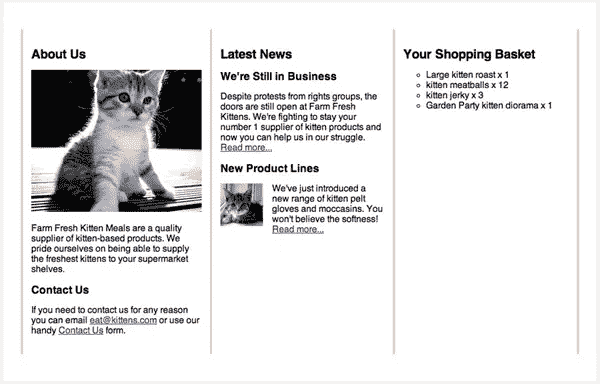 About Us
Farm Fresh Kitten Meals are a quality
supplier of kitten-based products. We
pride ourselves on being able to supply
the freshest kittens to your supermarket
shelves.
Contact Us
If you need to contact us for any reason
you can email eat@kittens.com or use our
handy Contact Us form.
Latest News
We're Still in Business
Despite protests from rights groups, the
doors are still open at Farm Fresh
Kittens. We're fighting to stay your
number 1 supplier of kitten products and
now you can help us in our struggle.
Read more...
New Product Lines
We've just introduced a
new range of kitten pelt
gloves and moccasins. You
won't believe the softness!
Read more...
Your Shopping Basket
Large kitten roast x 1
kitten meatballs x 12
kitten jerky x 3
Garden Party kitten diorama x 1